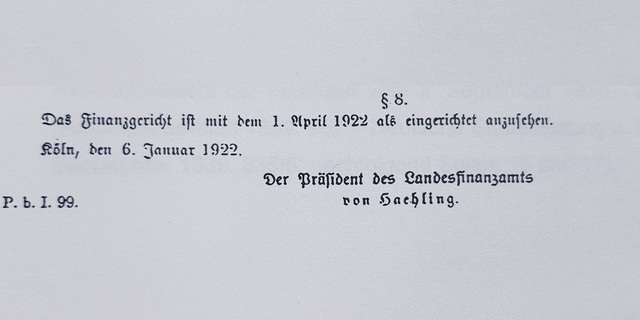 § 8.
Das Finanzgericht ist mit dem 1. April 1922 als eingerichtet anzusehen.
Köln, den 6. Januar 1922.
Der Präsident des Landesfinanzamts
von Haehling.
P. b. I. 99.